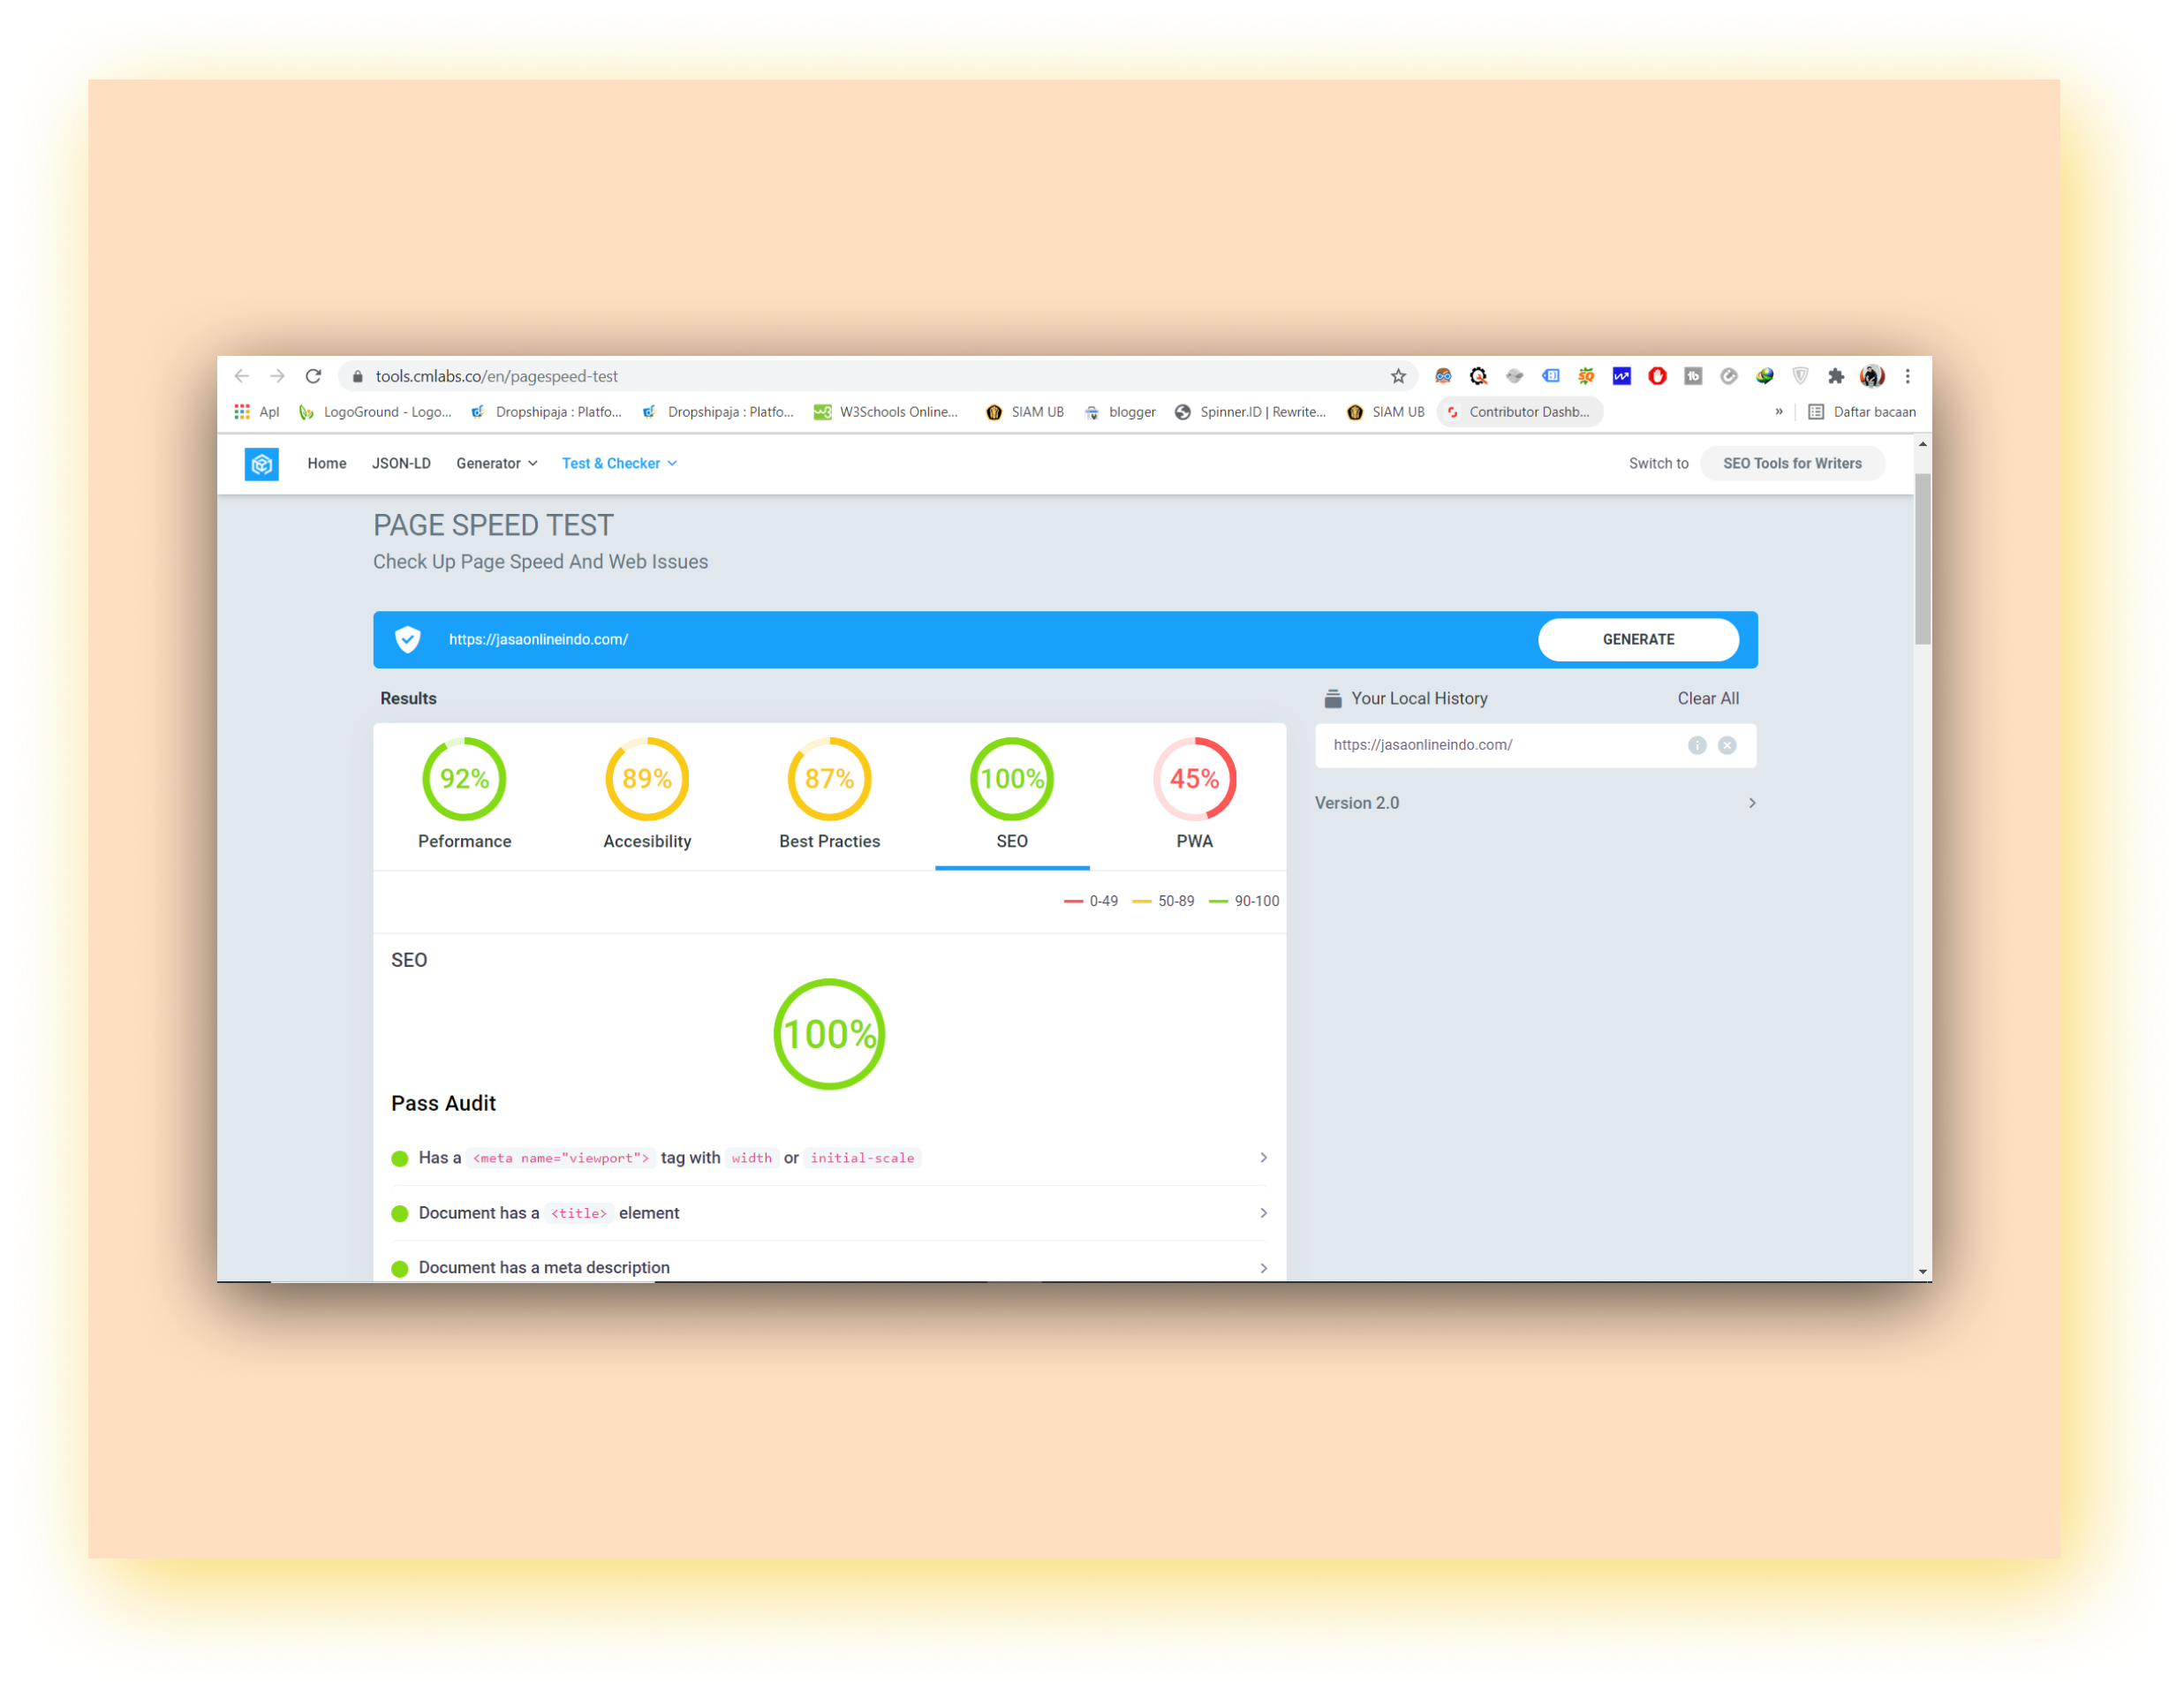 tools.cmlabs.co/en/pagespeed-test
Apl LogoGround - Logo... Dropshipaja : Platfo... Dropshipaja : Platfo... W3Schools Online... SIAM UB blogger Spinner.ID | Rewrite... SIAM UB Contributor Dashb... » Daftar bacaan
Home JSON-LD Generator Test & Checker Switch to SEO Tools for Writers
PAGE SPEED TEST
Check Up Page Speed And Web Issues
https://jasaonlineindo.com/ GENERATE
Results
Your Local History Clear All
92% 89% 87% 100% 45%
Peformance Accesibility Best Practies SEO PWA
https://jasaonlineindo.com/
Version 2.0
0-49 50-89 90-100
SEO
100%
Pass Audit
Has a <meta name="viewport"> tag with width or initial-scale
Document has a <title> element
Document has a meta description